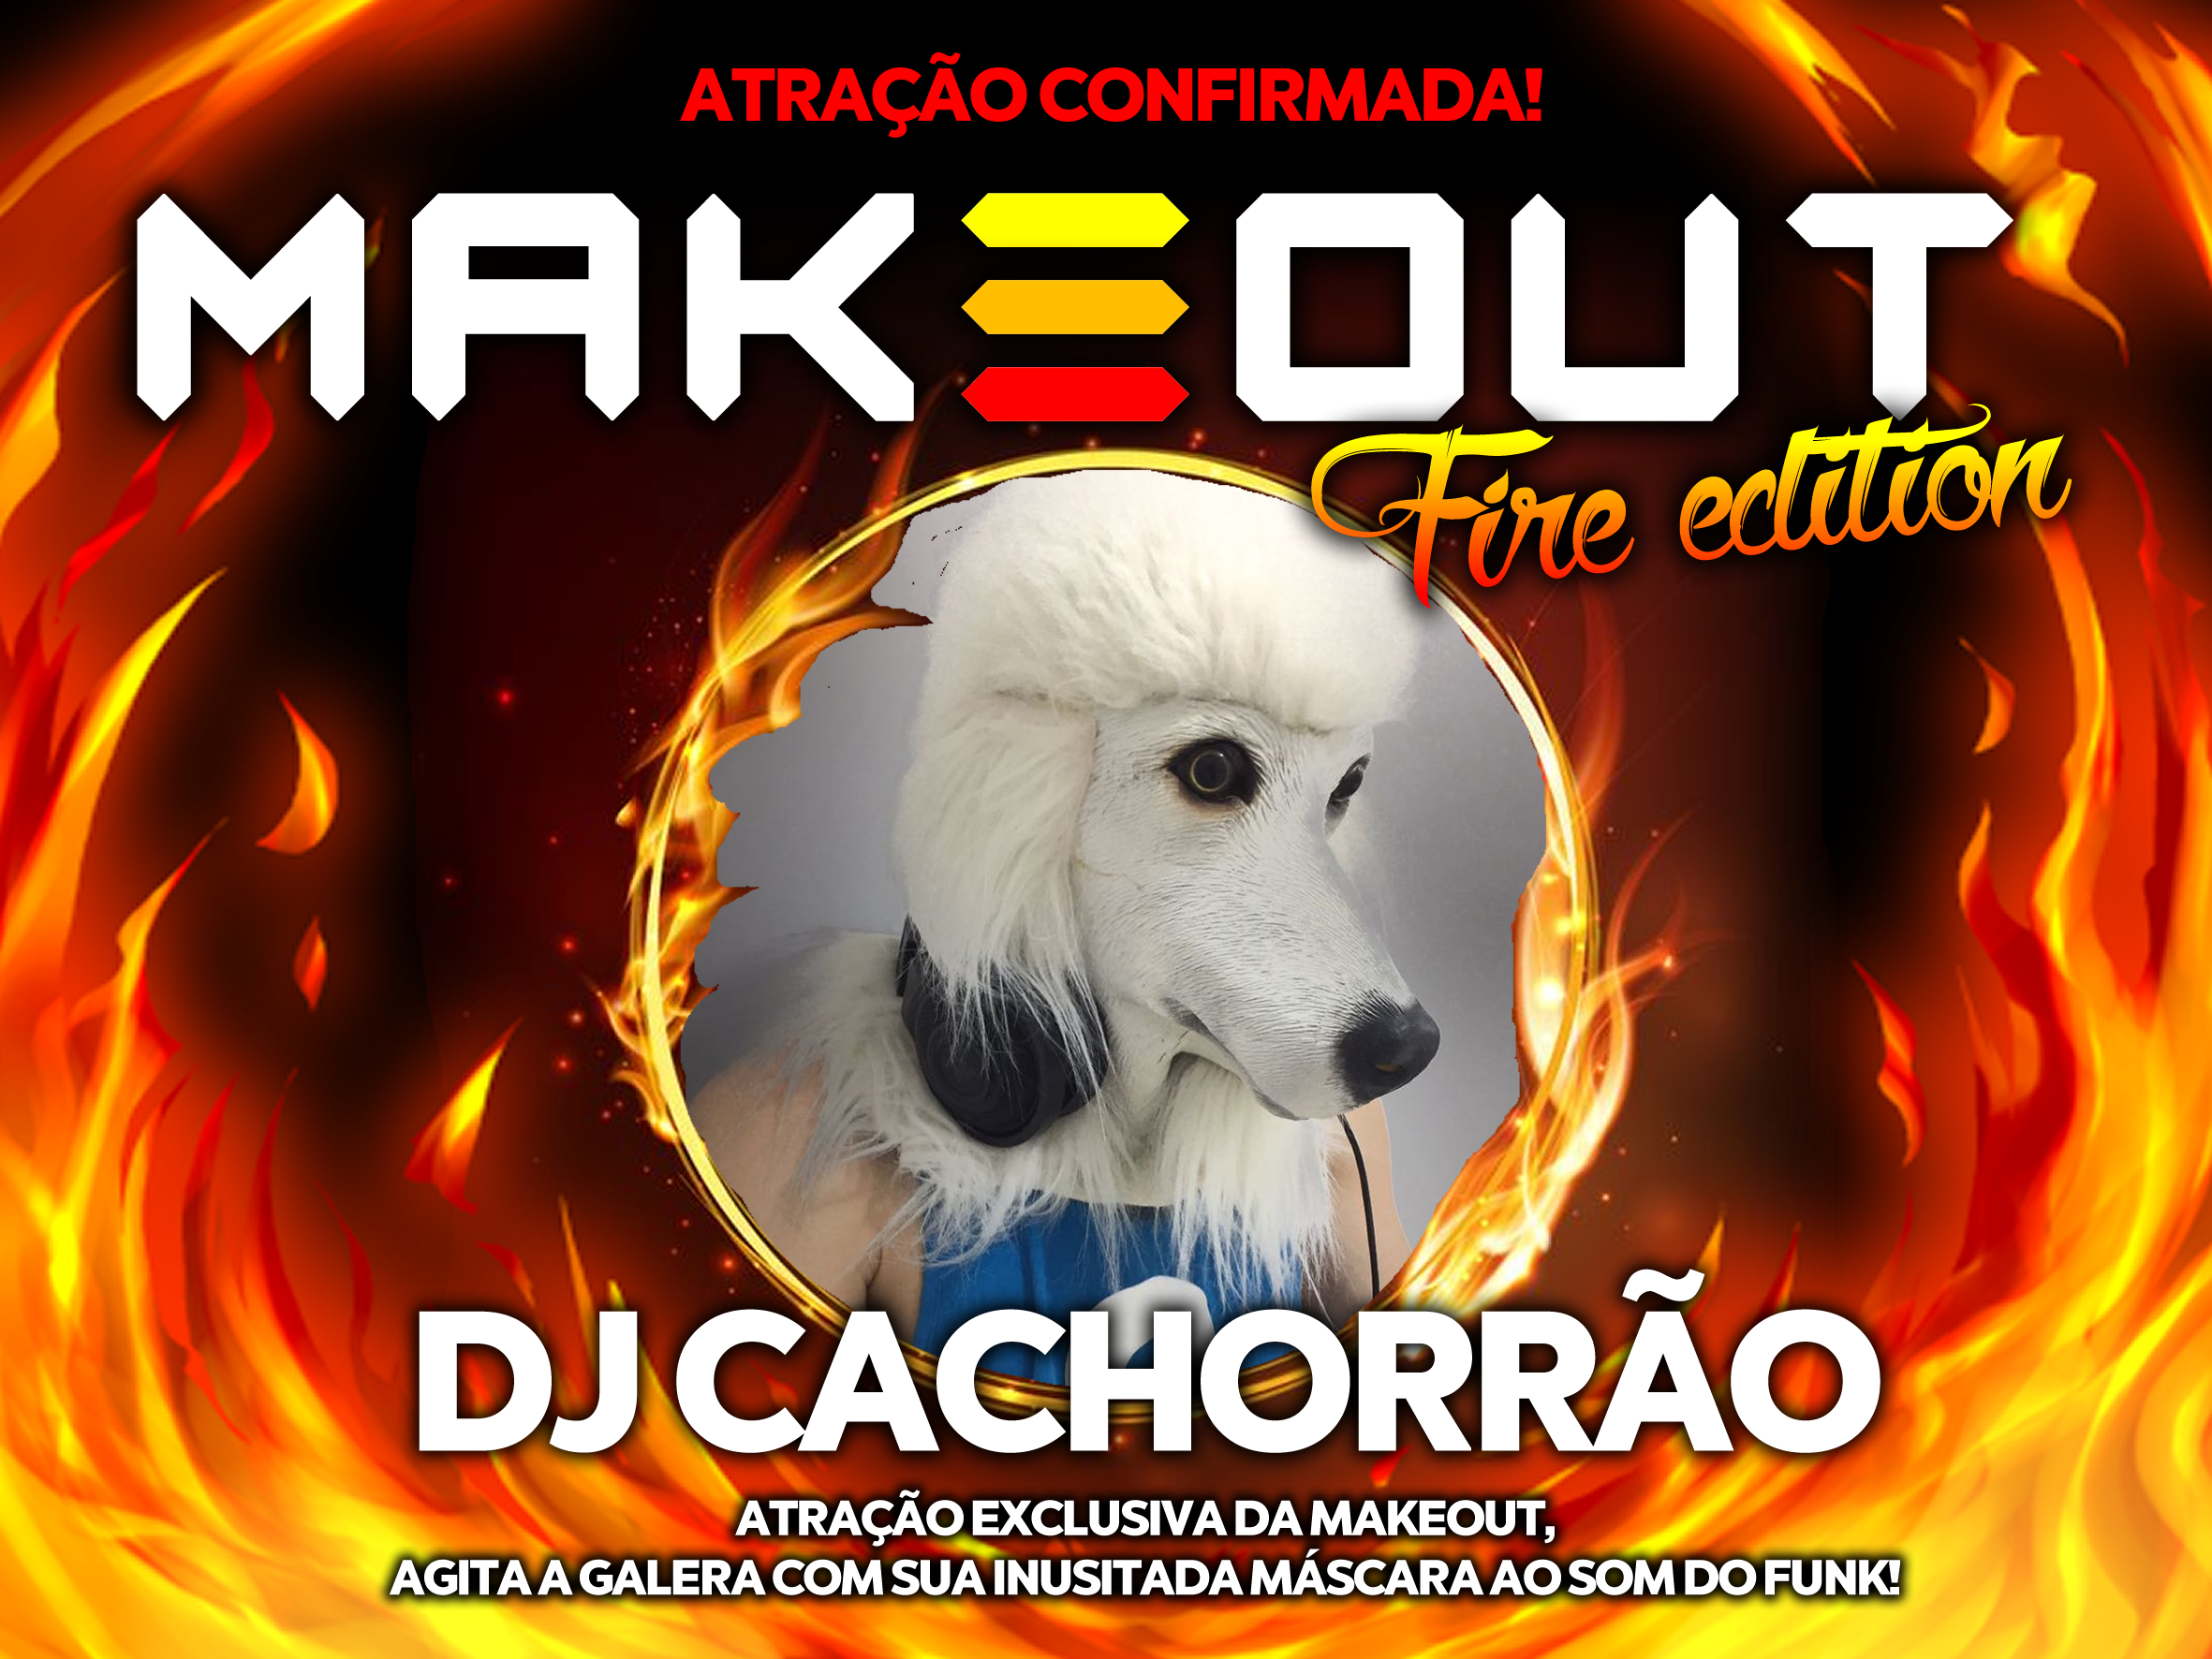 ATRAÇÃO CONFIRMADA!
MAKEOUT
Fire edition
DJ CACHORRÃO
ATRAÇÃO EXCLUSIVA DA MAKEOUT,
AGITA A GALERA COM SUA INUSITADA MÁSCARA AO SOM DO FUNK!